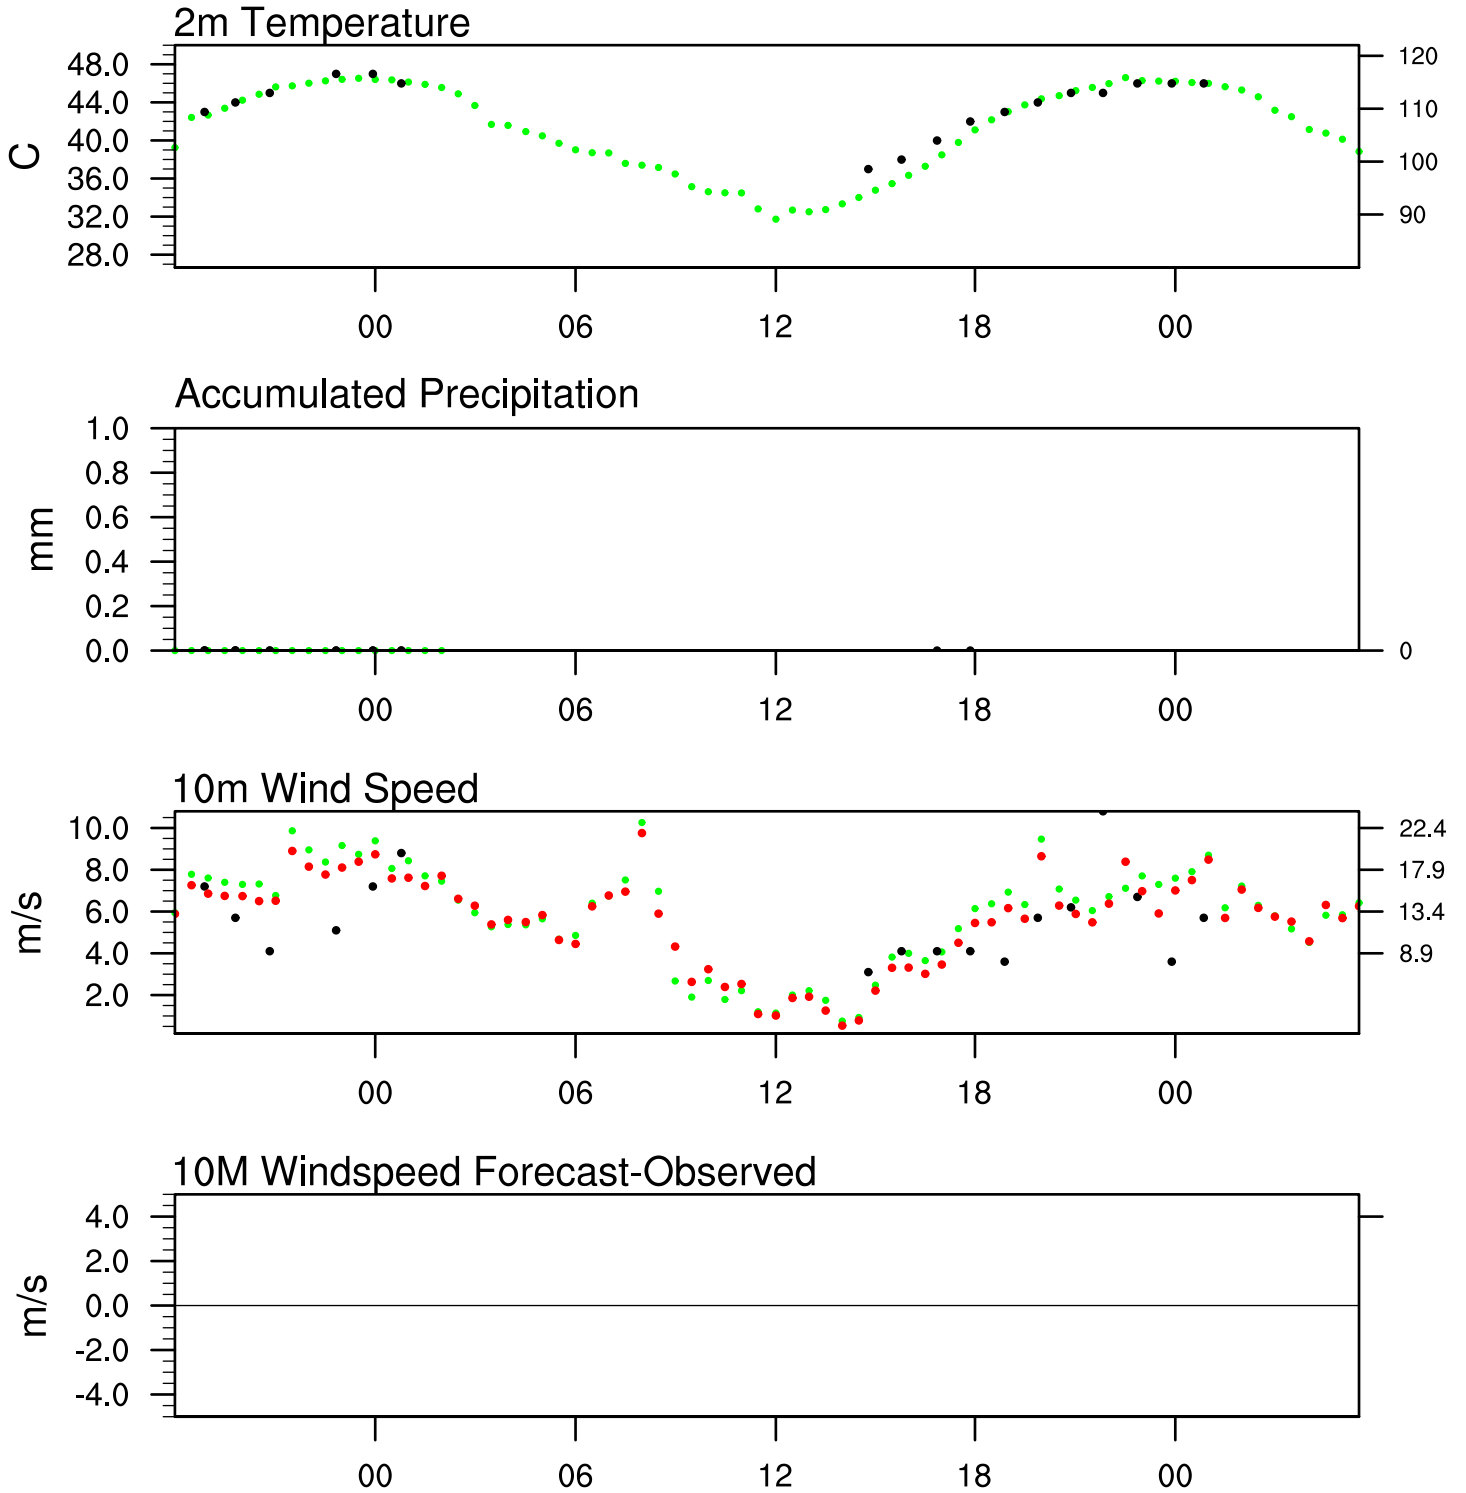 2m Temperature
48.0
44.0
40.0
36.0
32.0
28.0
C
120
110
100
90
00 06 12 18 00
Accumulated Precipitation
1.0
0.8
0.6
0.4
0.2
0.0
mm
0
00 06 12 18 00
10m Wind Speed
10.0
8.0
6.0
4.0
2.0
m/s
22.4
17.9
13.4
8.9
00 06 12 18 00
10M Windspeed Forecast-Observed
4.0
2.0
0.0
-2.0
-4.0
m/s
00 06 12 18 00